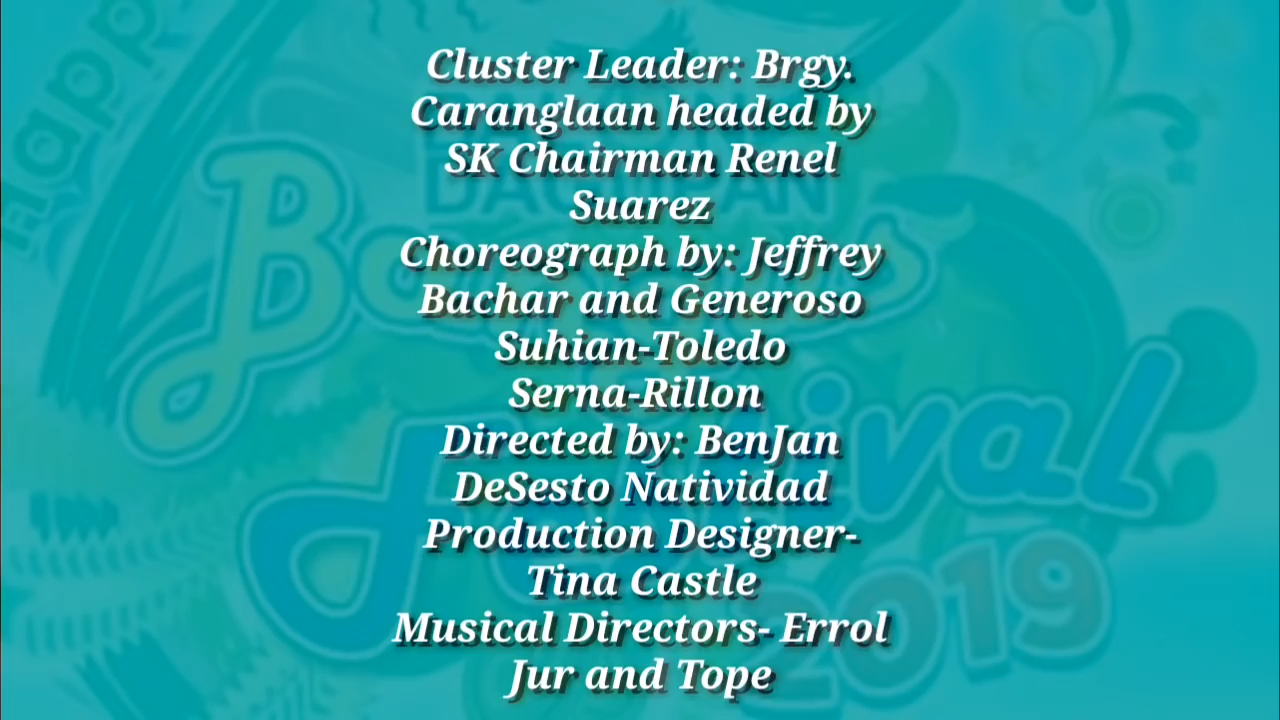 Cluster Leader: Brgy.
Caranglaan headed by
SK Chairman Renel
Suarez
Choreograph by: Jeffrey
Bachar and Generoso
Suhian-Toledo
Serna-Rillon
Directed by: BenJan
DeSesto Natividad
Production Designer-
Tina Castle
Musical Directors- Errol
Jur and Tope
2019